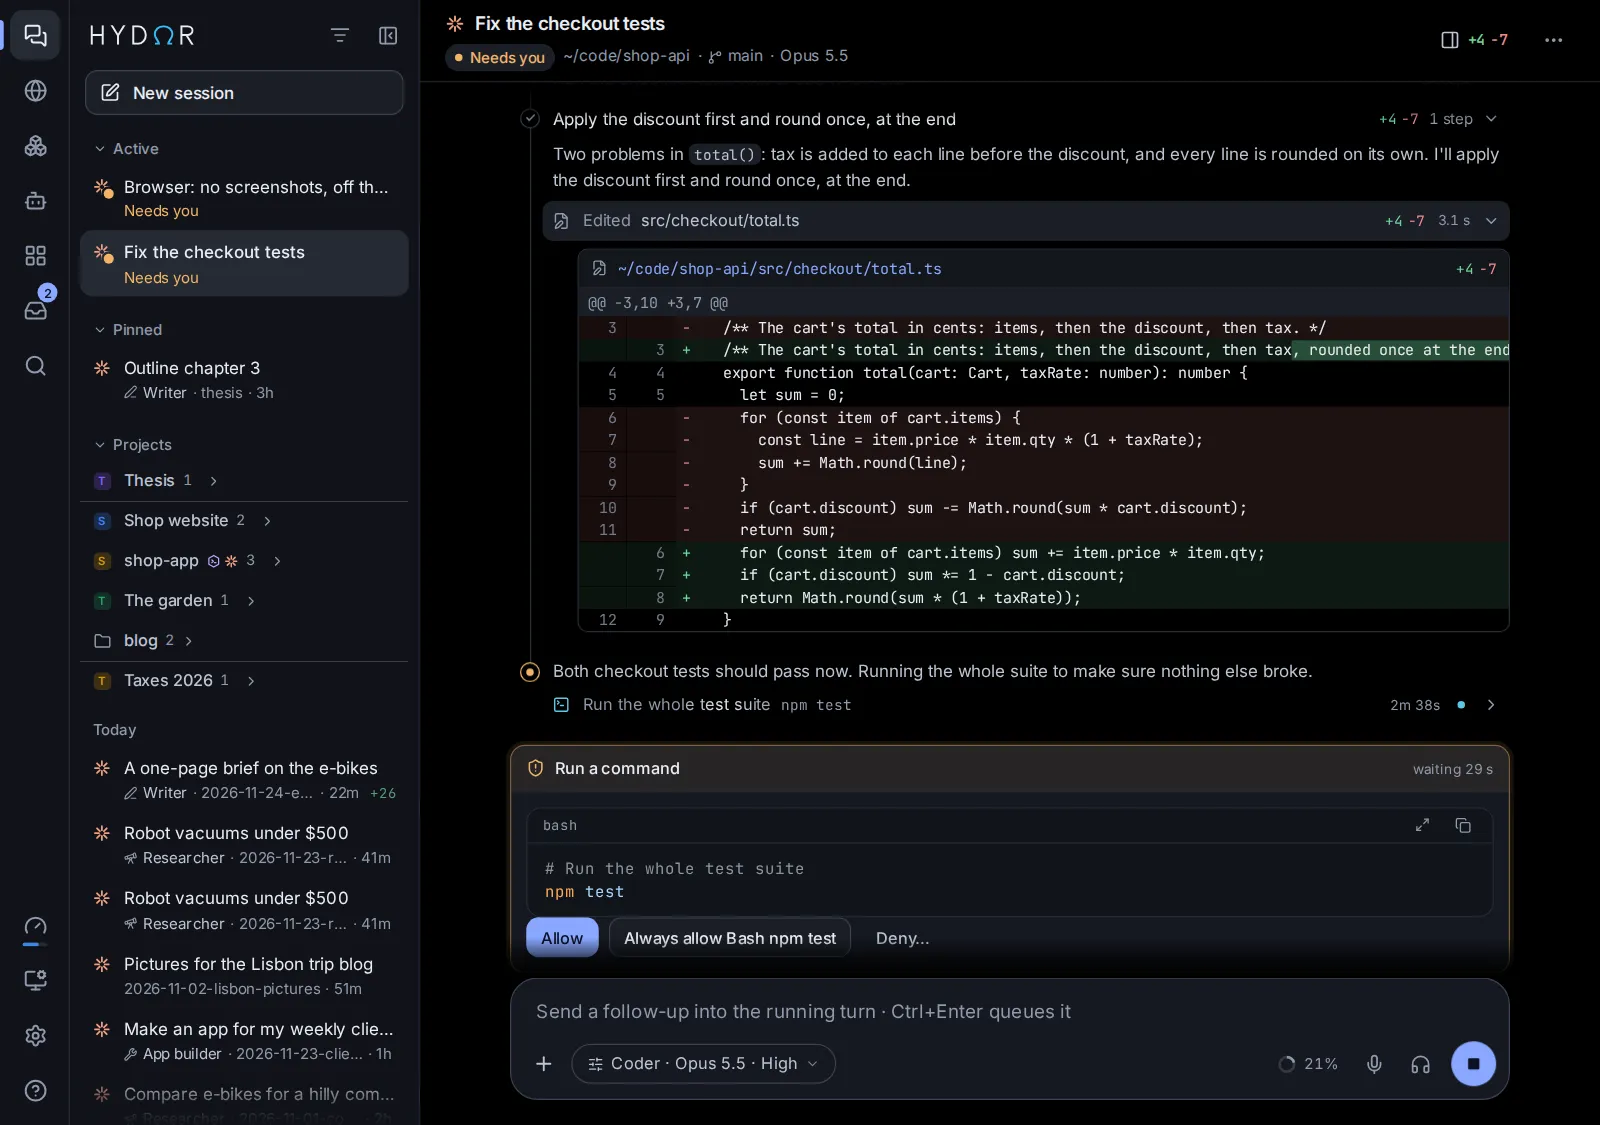 HYDΩR
New session
Active
Browser: no screenshots, off th...
Needs you
Fix the checkout tests
Needs you
2
Pinned
Outline chapter 3
Writer · thesis · 3h
Projects
T Thesis 1
S Shop website 2
S shop-app 3
T The garden 1
blog 2
T Taxes 2026 1
Today
A one-page brief on the e-bikes
Writer · 2026-11-24-e... · 22m +26
Robot vacuums under $500
Researcher · 2026-11-23-r... · 41m
Robot vacuums under $500
Researcher · 2026-11-23-r... · 41m
Pictures for the Lisbon trip blog
2026-11-02-lisbon-pictures · 51m
Make an app for my weekly clie...
App builder · 2026-11-23-clie... · 1h
Compare e-bikes for a hilly com...
Fix the checkout tests
Needs you ~/code/shop-api · main · Opus 5.5
+4 -7
Apply the discount first and round once, at the end +4 -7 1 step
Two problems in total(): tax is added to each line before the discount, and every line is rounded on its own. I'll apply
the discount first and round once, at the end.
Edited src/checkout/total.ts +4 -7 3.1 s
~/code/shop-api/src/checkout/total.ts +4 -7
@@ -3,10 +3,7 @@
3 - /** The cart's total in cents: items, then the discount, then tax. */
3 + /** The cart's total in cents: items, then the discount, then tax, rounded once at the end
4 4 export function total(cart: Cart, taxRate: number): number {
5 5 let sum = 0;
6 - for (const item of cart.items) {
7 - const line = item.price * item.qty * (1 + taxRate);
8 - sum += Math.round(line);
9 - }
10 - if (cart.discount) sum -= Math.round(sum * cart.discount);
11 - return sum;
6 + for (const item of cart.items) sum += item.price * item.qty;
7 + if (cart.discount) sum *= 1 - cart.discount;
8 + return Math.round(sum * (1 + taxRate));
12 9 }
Both checkout tests should pass now. Running the whole suite to make sure nothing else broke.
Run the whole test suite npm test 2m 38s
Run a command waiting 29 s
bash
# Run the whole test suite
npm test
Allow
Always allow Bash npm test
Deny...
Send a follow-up into the running turn · Ctrl+Enter queues it
Coder · Opus 5.5 · High
21%